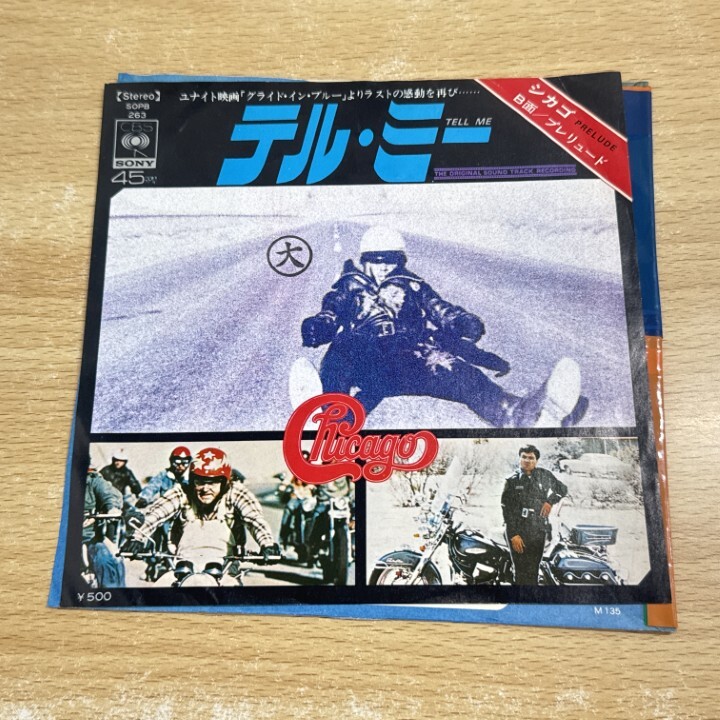 【Stereo】
SOPB
263
CBS
SONY
45 RPM
ユナイト映画「グライド・イン・ブルー」よりラストの感動を再び……
テル・ミー
TELL ME
THE ORIGINAL SOUND TRACK RECORDING
シカゴ
PRELUDE
B面/プレリュード
大
Chicago
¥500
M135